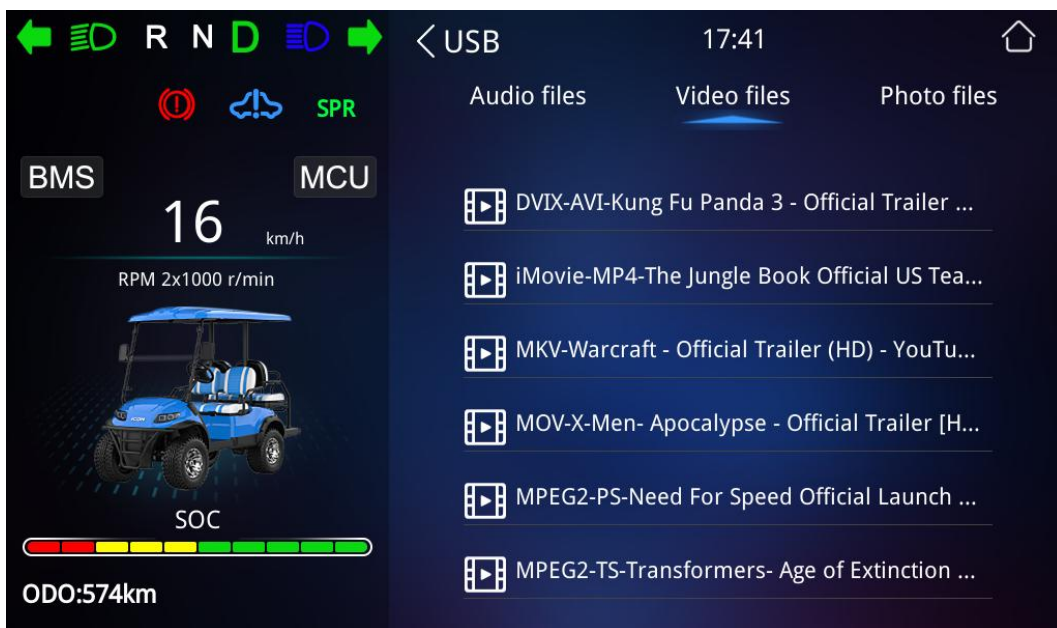 R N D
SPR
BMS
MCU
16
km/h
RPM 2x1000 r/min
SOC
ODO:574km
USB
17:41
Audio files
Video files
Photo files
DVIX-AVI-Kung Fu Panda 3 - Official Trailer ...
iMovie-MP4-The Jungle Book Official US Tea...
MKV-Warcraft - Official Trailer (HD) - YouTu...
MOV-X-Men- Apocalypse - Official Trailer [H...
MPEG2-PS-Need For Speed Official Launch ...
MPEG2-TS-Transformers- Age of Extinction ...